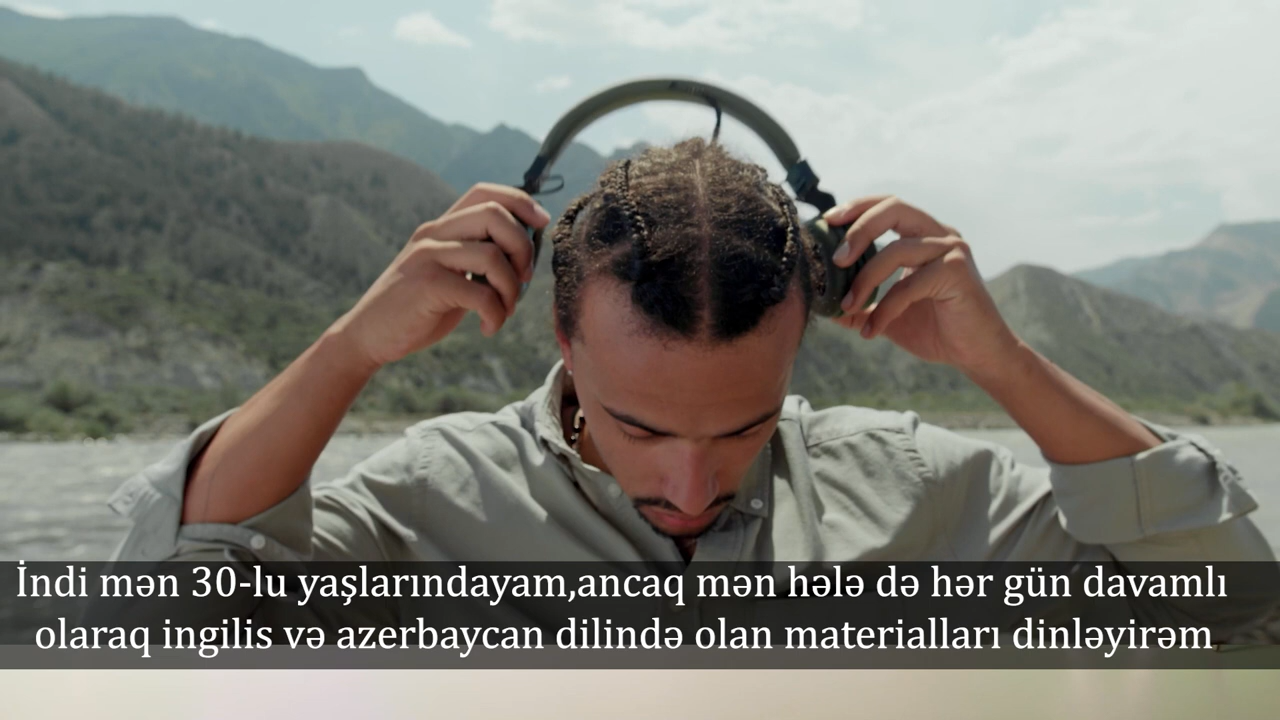 İndi mən 30-lu yaşlarındayam,ancaq mən hələ də hər gün davamlı
olaraq ingilis və azerbaycan dilində olan materialları dinləyirəm